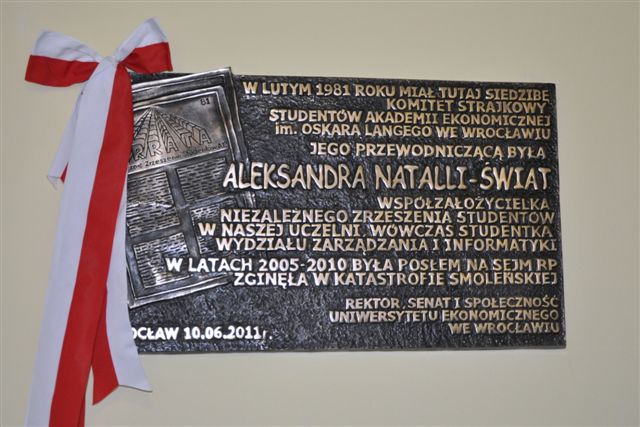 W LUTYM 1981 ROKU MIAŁ TUTAJ SIEDZIBĘ
KOMITET STRAJKOWY
STUDENTÓW AKADEMII EKONOMICZNEJ
im. OSKARA LANGEGO WE WROCŁAWIU
JEGO PRZEWODNICZĄCĄ BYŁA
ALEKSANDRA NATALLI-ŚWIAT
WSPÓŁZAŁOŻYCIELKA
NIEZALEŻNEGO ZRZESZENIA STUDENTÓW
W NASZEJ UCZELNI, WÓWCZAS STUDENTKA
WYDZIAŁU ZARZĄDZANIA I INFORMATYKI
W LATACH 2005-2010 BYŁA POSŁEM NA SEJM RP
ZGINĘŁA W KATASTROFIE SMOLEŃSKIEJ
REKTOR, SENAT I SPOŁECZNOŚĆ
UNIWERSYTETU EKONOMICZNEGO
WE WROCŁAWIU
OCŁAW 10.06.2011r.
81